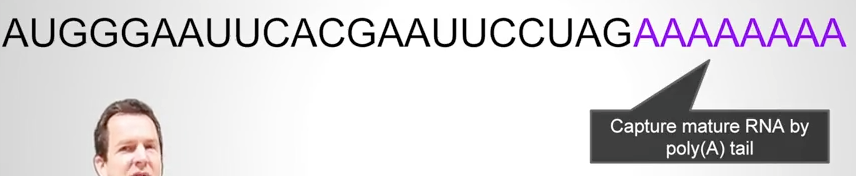 AUGGGAAUUCACGAAUUCCUAGAAAAAAAA
Capture mature RNA by
poly(A) tail